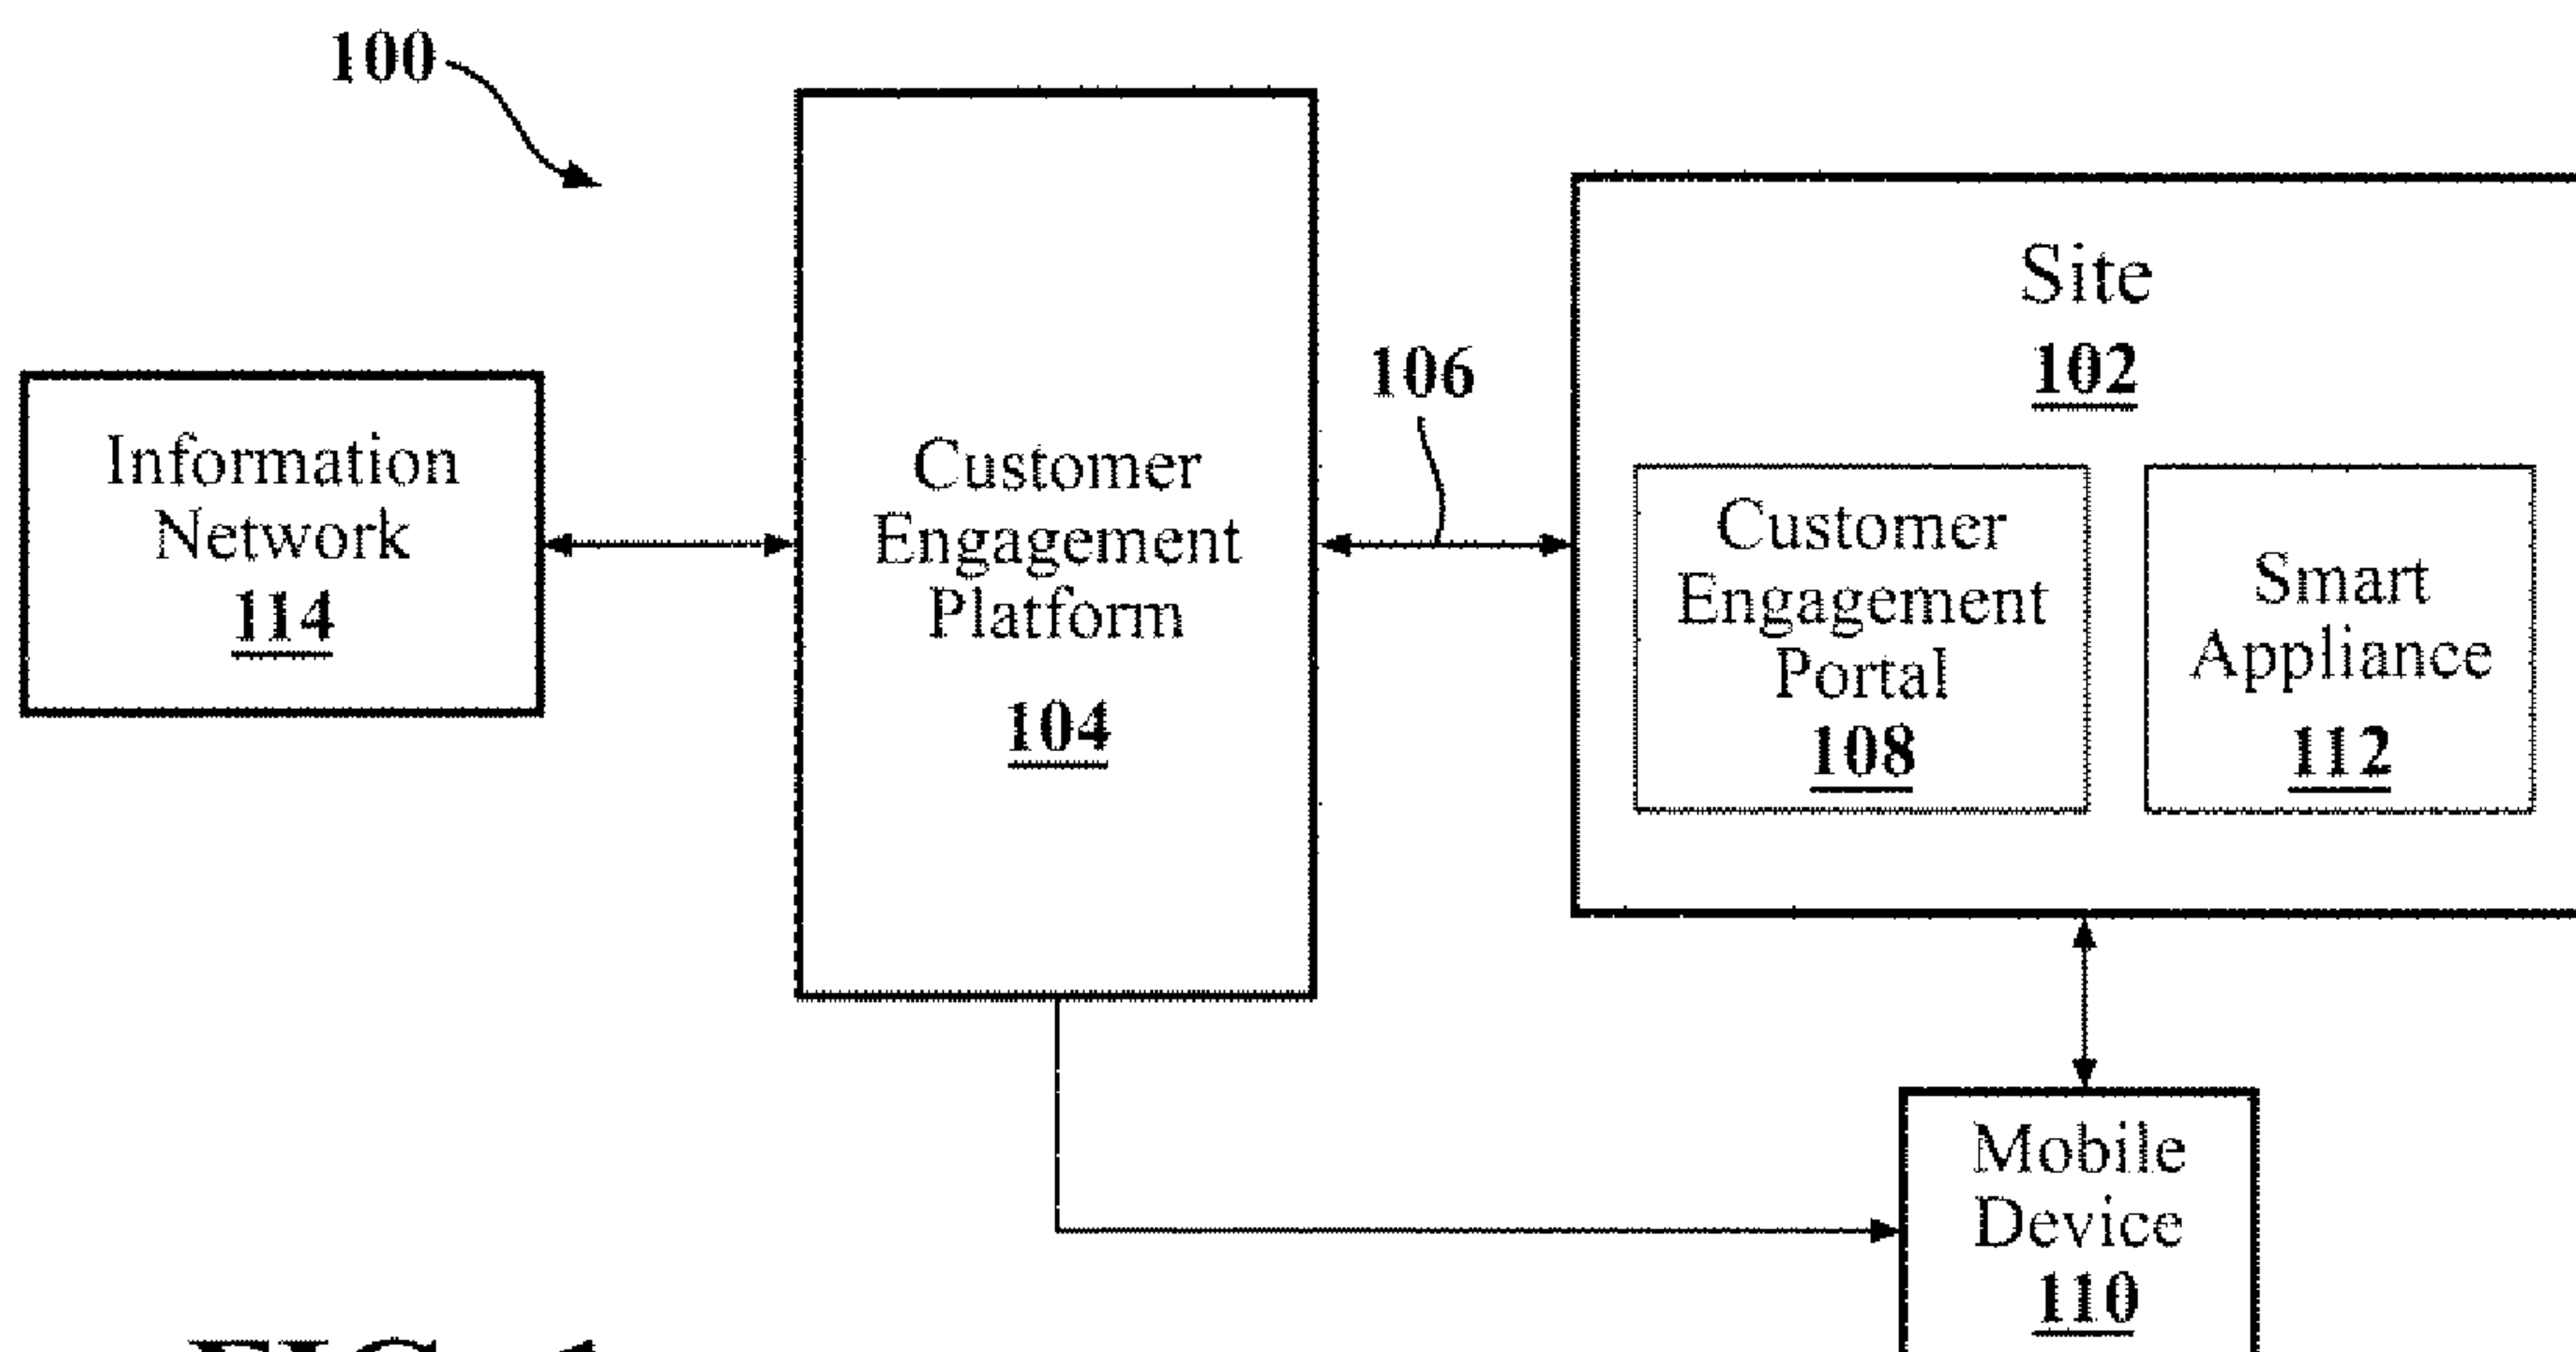 100
Information
Network
114
Customer
Engagement
Platform
104
106
Site
102
Customer
Engagement
Portal
108
Smart
Appliance
112
Mobile
Device
110